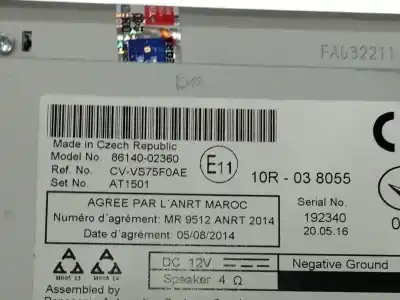 FA032211
Made in Czech Republic
Model No. 86140-02360
Ref. No. CV-VS75F0AE
Set No. AT1501
E11
10R - 03 8055
Serial No.
192340
20.05.16
AGREE PAR L'ANRT MAROC
Numéro d'agrément: MR 9512 ANRT 2014
Date d'agrément: 05/08/2014
DC 12V
Negative Ground
Speaker 4 Ω
Assembled by